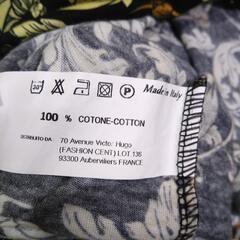 30°
P
Made in Italy
100 % COTONE-COTTON
DISTRIBUITO DA : 70 Avenue Victor Hugo
(FASHION CENT) LOT 136
93300 Aubervilliers FRANCE